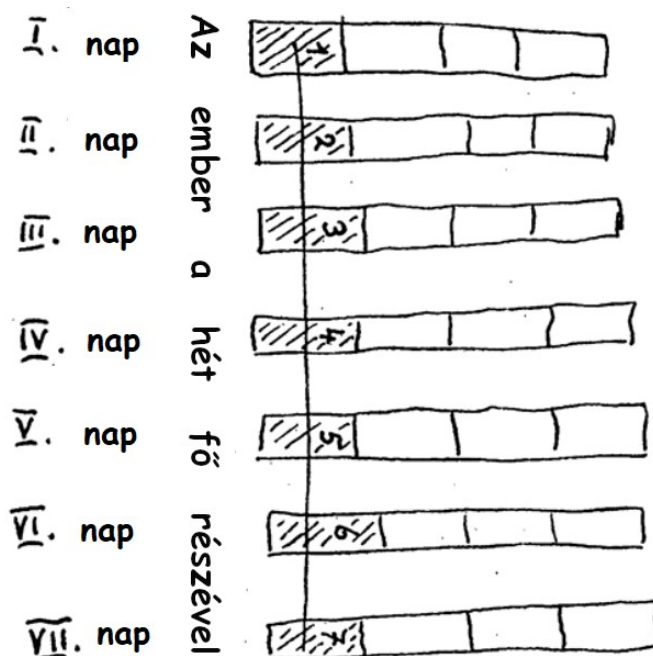 I. nap 1
II. nap 2
III. nap 3
IV. nap 4
V. nap 5
VI. nap 6
VII. nap 7
Az ember a hét fő részével